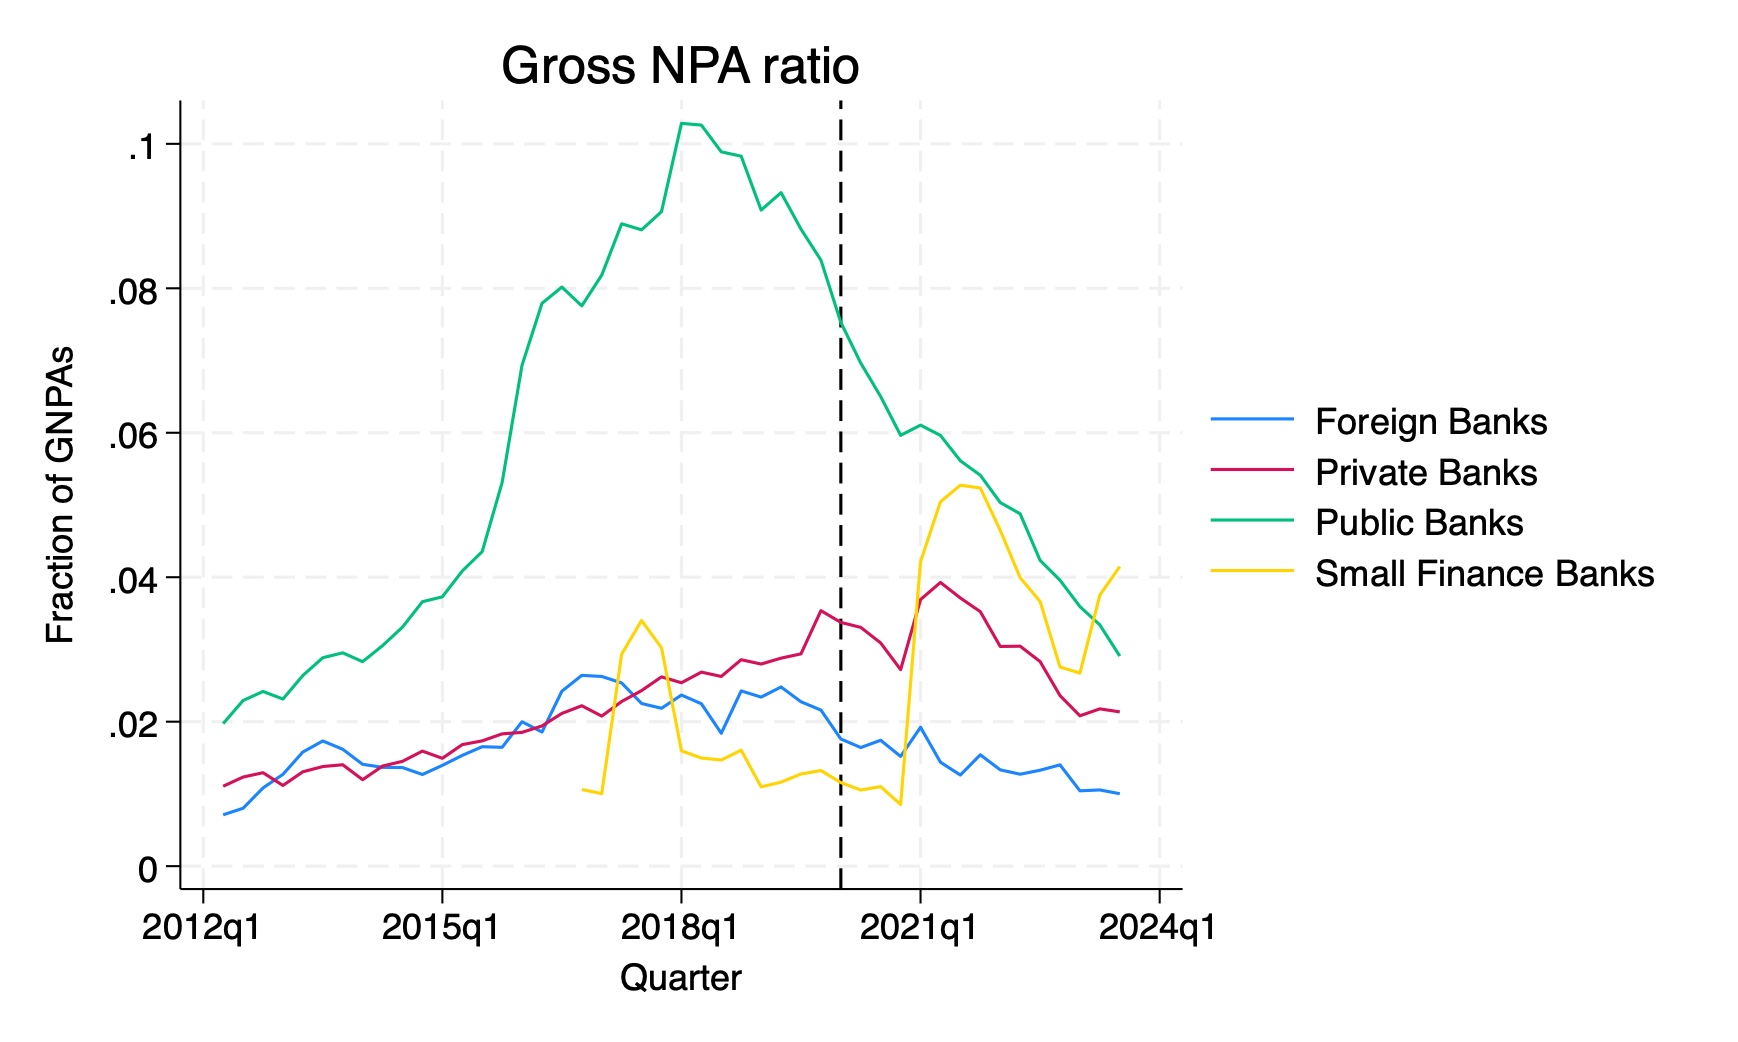 Gross NPA ratio
Fraction of GNPAs
.1
.08
.06
.04
.02
0
2012q1 2015q1 2018q1 2021q1 2024q1
Quarter
Foreign Banks
Private Banks
Public Banks
Small Finance Banks